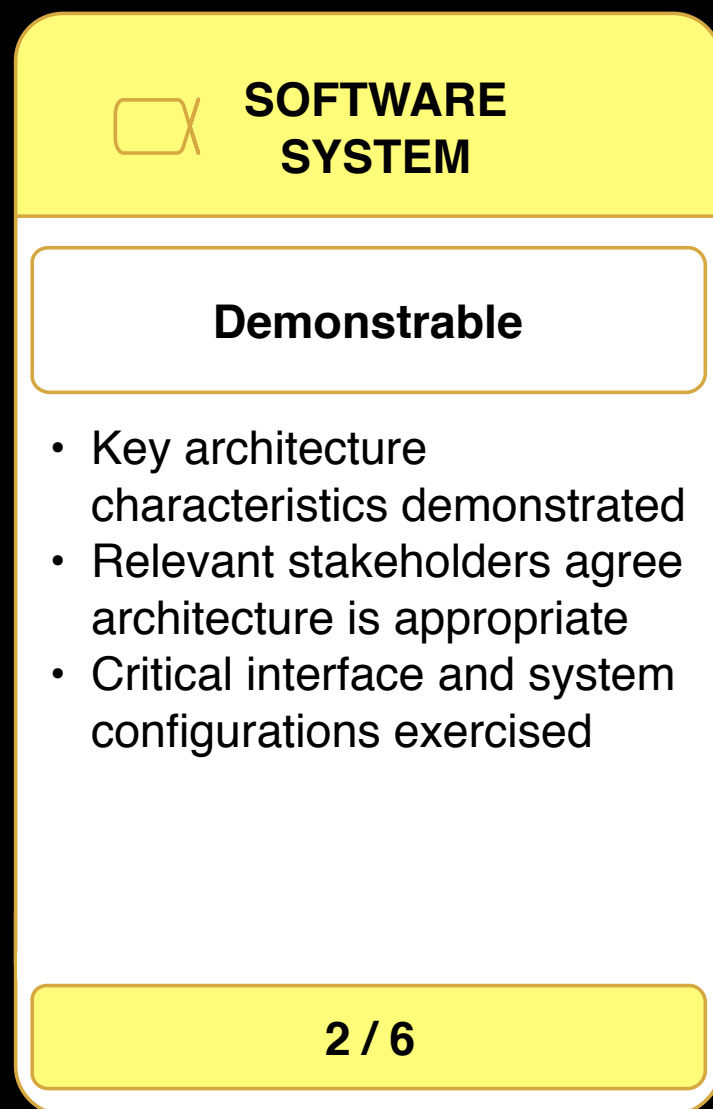 SOFTWARE
SYSTEM
Demonstrable
• Key architecture
characteristics demonstrated
• Relevant stakeholders agree
architecture is appropriate
• Critical interface and system
configurations exercised
2 / 6